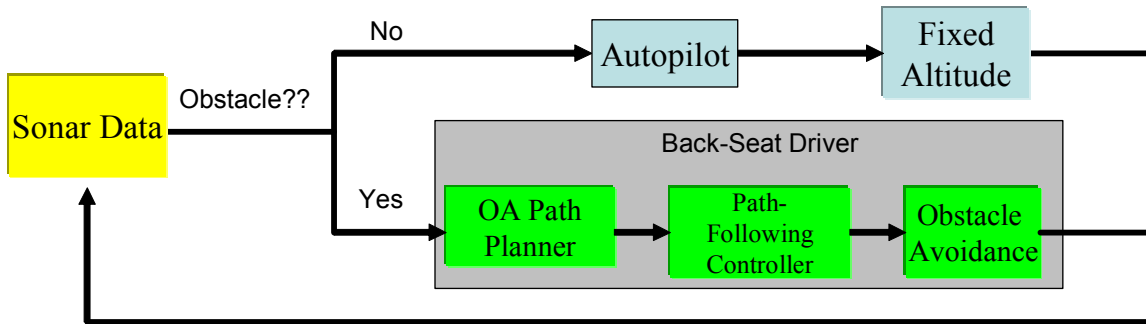 No
Autopilot
Fixed
Altitude
Obstacle??
Sonar Data
Back-Seat Driver
Yes
OA Path
Planner
Path-
Following
Controller
Obstacle
Avoidance